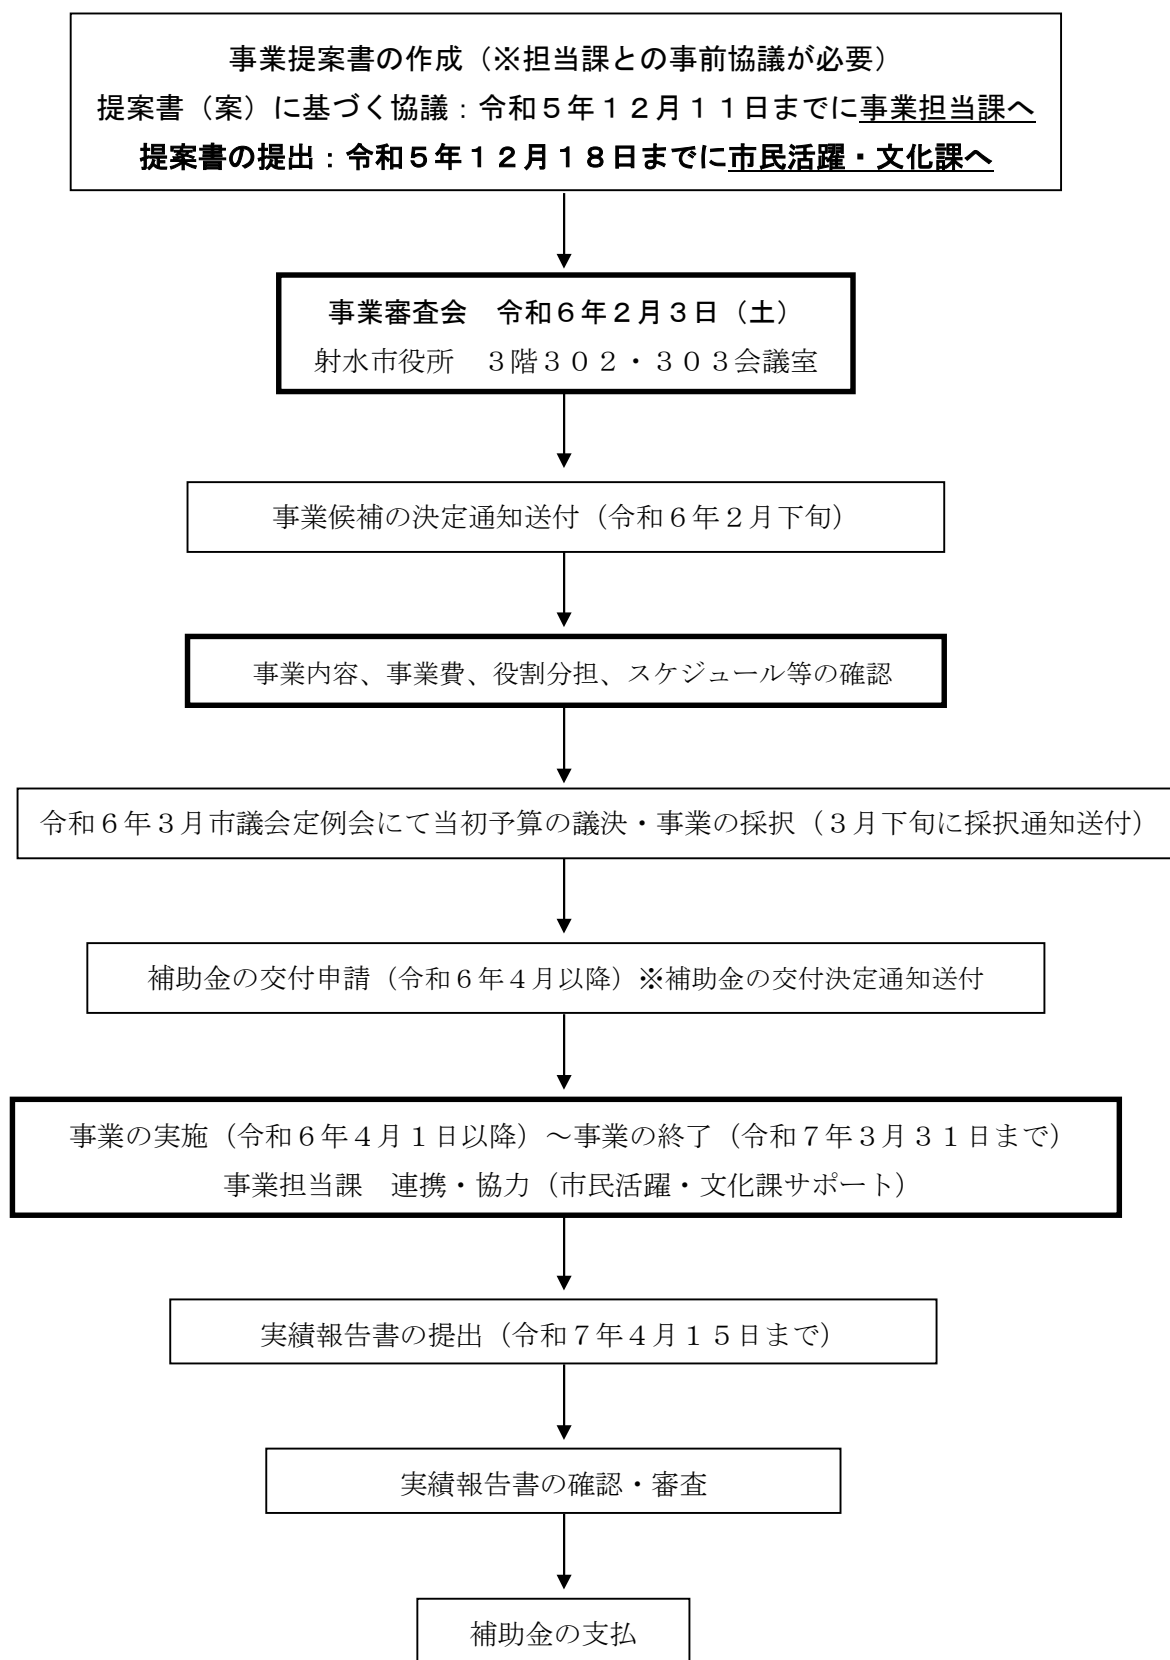 事業提案書の作成（※担当課との事前協議が必要）
提案書（案）に基づく協議：令和５年１２月１１日までに事業担当課へ
提案書の提出：令和５年１２月１８日までに市民活躍・文化課へ
事業審査会　令和６年２月３日（土）
射水市役所　３階３０２・３０３会議室
事業候補の決定通知送付（令和６年２月下旬）
事業内容、事業費、役割分担、スケジュール等の確認
令和６年３月市議会定例会にて当初予算の議決・事業の採択（３月下旬に採択通知送付）
補助金の交付申請（令和６年４月以降）※補助金の交付決定通知送付
事業の実施（令和６年４月１日以降）～事業の終了（令和７年３月３１日まで）
事業担当課　連携・協力（市民活躍・文化課サポート）
実績報告書の提出（令和７年４月１５日まで）
実績報告書の確認・審査
補助金の支払